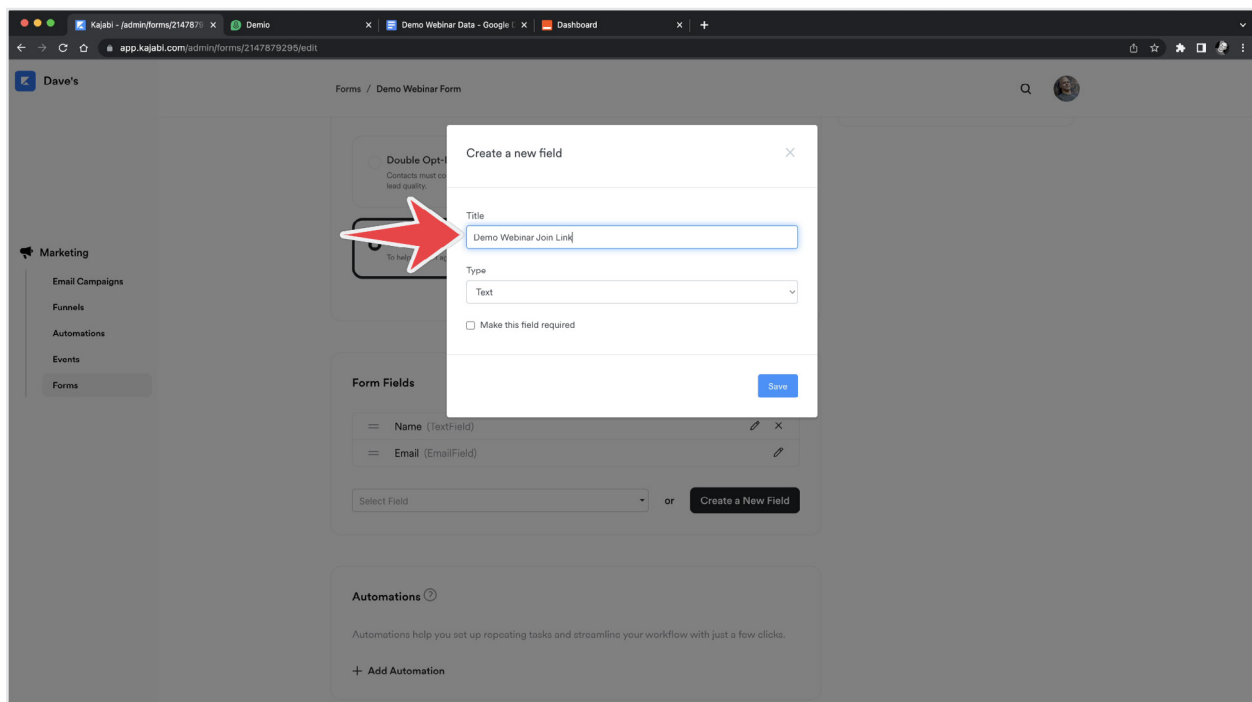 Kajabi - /admin/forms/2147879
Demio
Demo Webinar Data - Google D
Dashboard
app.kajabi.com/admin/forms/2147879295/edit
Dave's
Forms / Demo Webinar Form
Create a new field
Double Opt-I
Contacts must co
lead quality.
Title
Demo Webinar Join Link
To help
Type
Text
Make this field required
Save
Marketing
Email Campaigns
Funnels
Automations
Events
Forms
Form Fields
Name (TextField)
Email (EmailField)
Select Field
or
Create a New Field
Automations ?
Automations help you set up repeating tasks and streamline your workflow with just a few clicks.
+ Add Automation